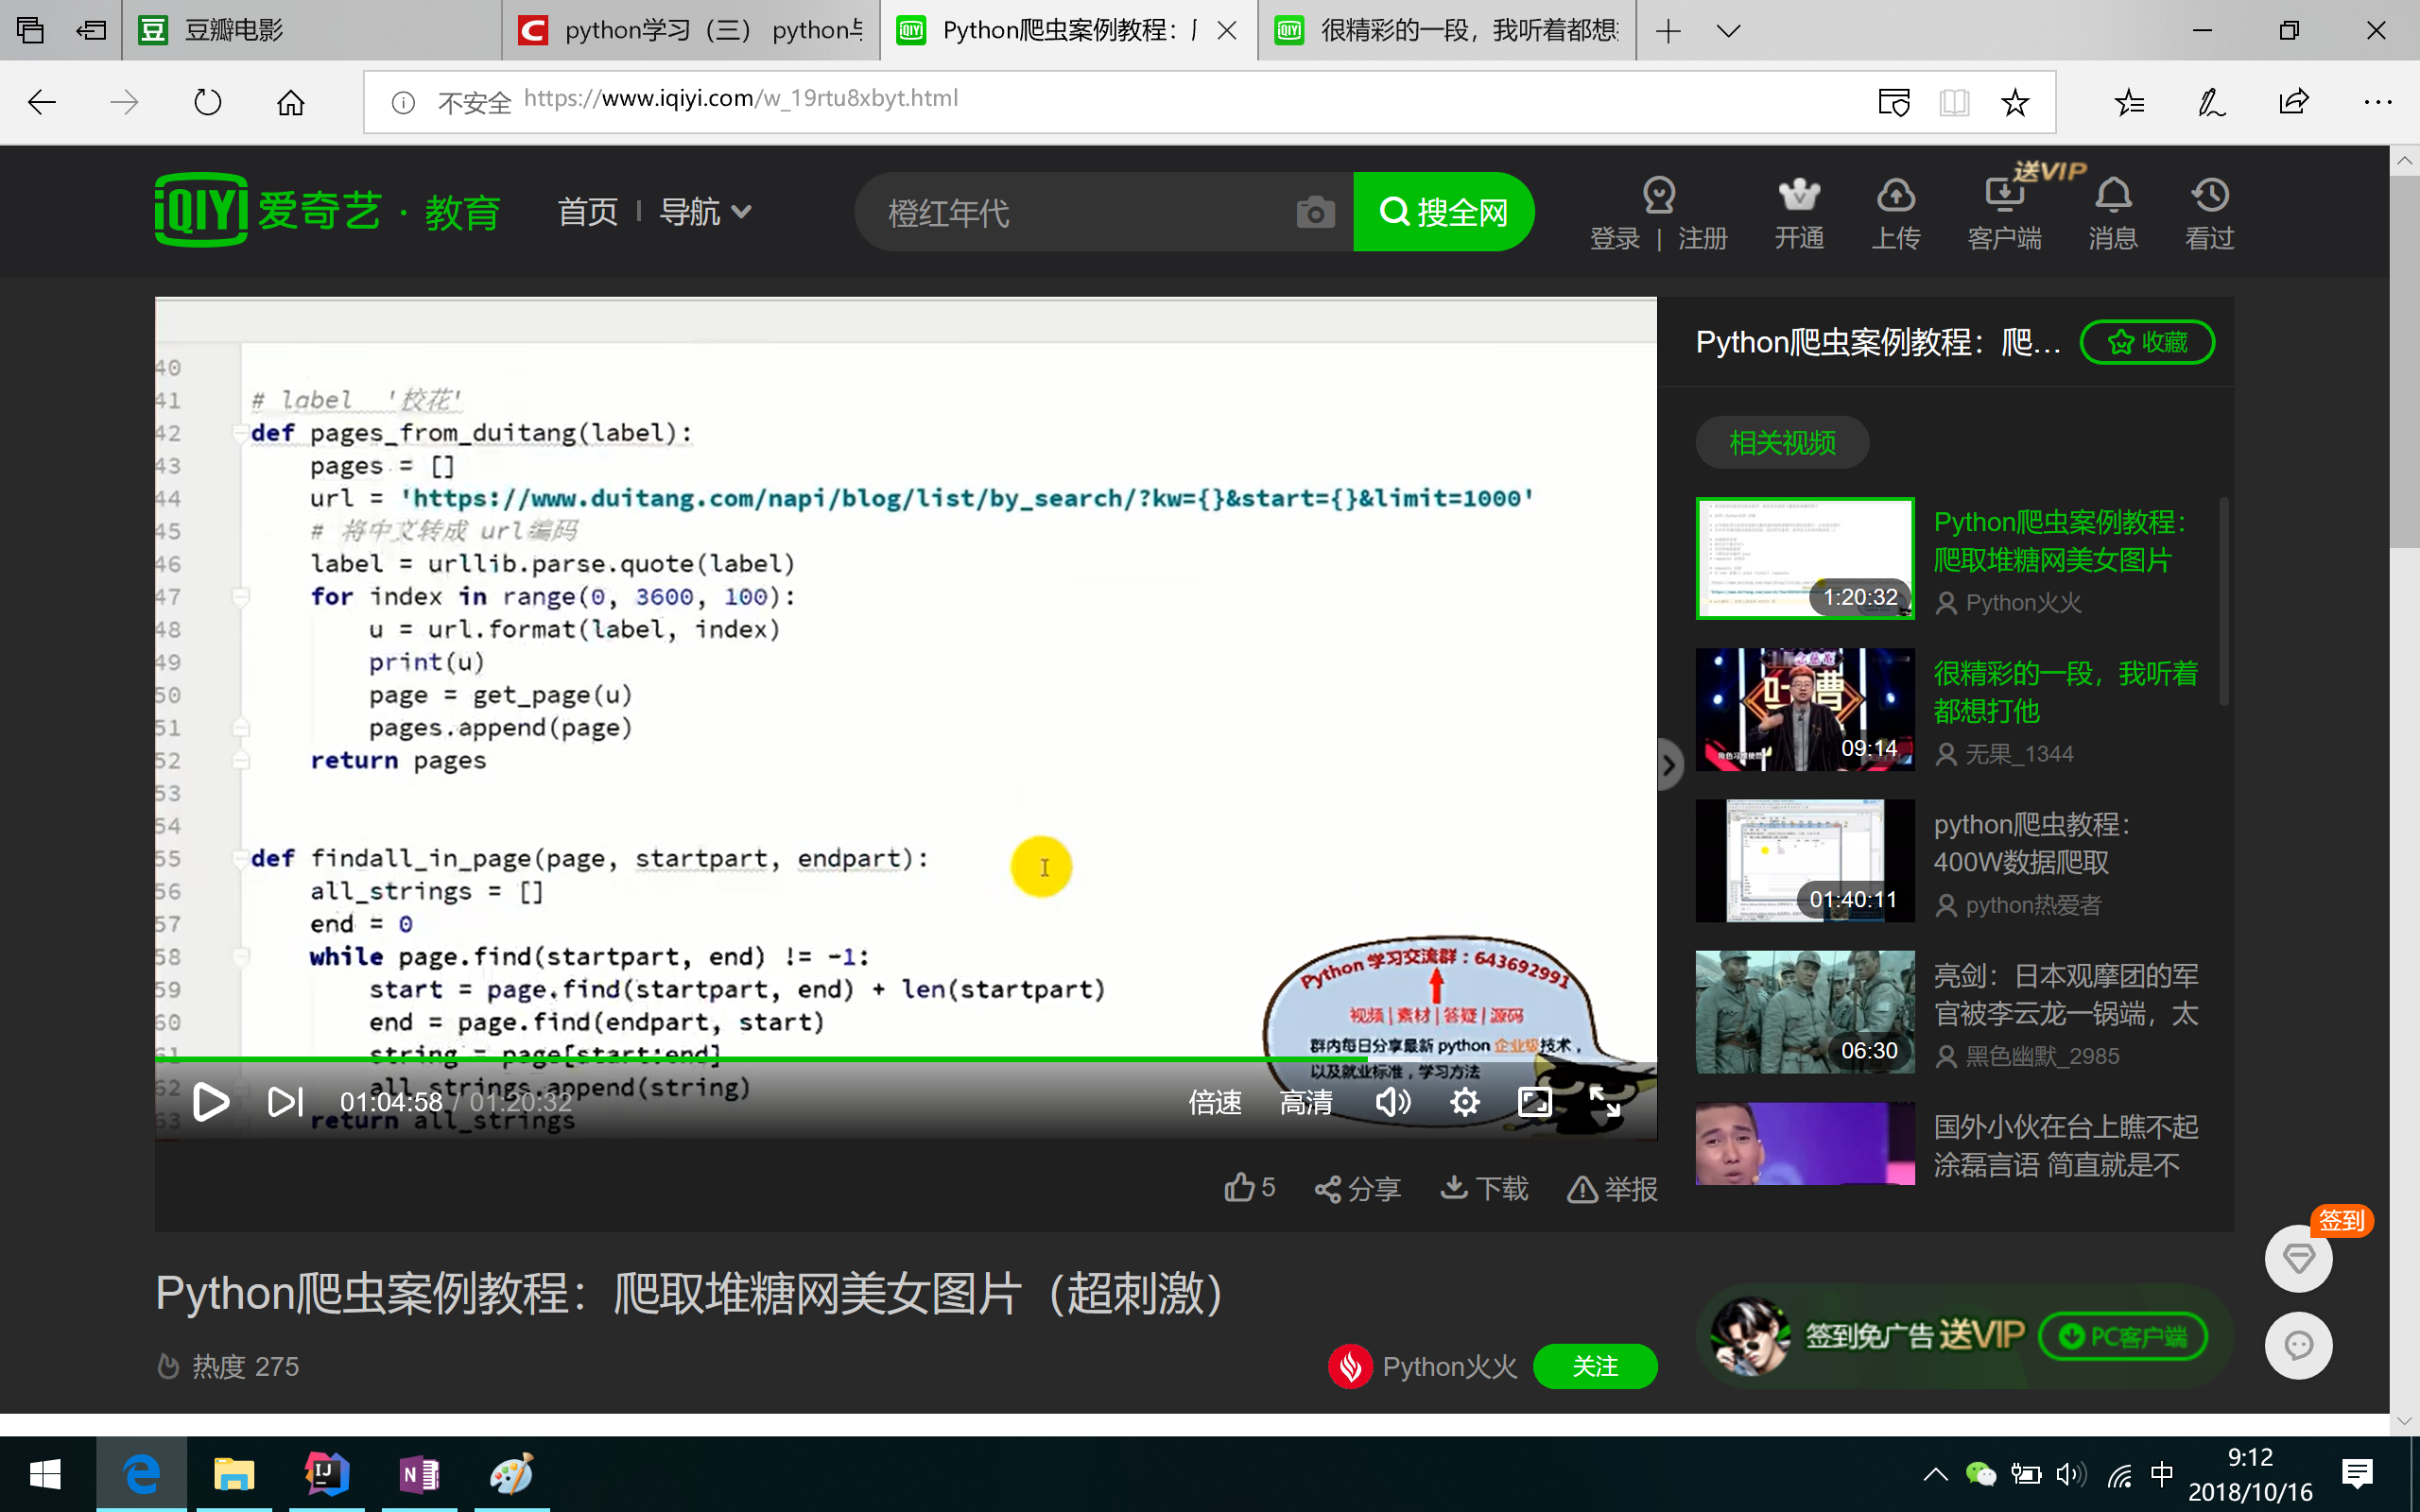 豆瓣电影
python学习（三） python与
Python爬虫案例教程：
很精彩的一段，我听着都想
不安全 https://www.iqiyi.com/w_19rtu8xbyt.html
iQIYI 爱奇艺·教育
首页 | 导航
橙红年代
搜全网
登录 | 注册
开通
上传
送VIP
客户端
消息
看过
40
41 # label '校花'
42 def pages_from_duitang(label):
43 pages = []
44 url = 'https://www.duitang.com/napi/blog/list/by_search/?kw={}&start={}&limit=1000'
45 # 将中文转成 url编码
46 label = urllib.parse.quote(label)
47 for index in range(0, 3600, 100):
48 u = url.format(label, index)
49 print(u)
50 page = get_page(u)
51 pages.append(page)
52 return pages
53
54
55 def findall_in_page(page, startpart, endpart):
56 all_strings = []
57 end = 0
58 while page.find(startpart, end) != -1:
59 start = page.find(startpart, end) + len(startpart)
60 end = page.find(endpart, start)
61 string = page[start:end]
62 all_strings.append(string)
63 return all_strings
Python 学习交流群：643692991
视频|素材|答疑|源码
群内每日分享最新 python 企业级技术，
以及就业标准，学习方法
01:04:58 / 01:20:32
倍速
高清
5
分享
下载
举报
Python爬虫案例教程：爬取堆糖网美女图片（超刺激）
热度 275
Python火火
关注
Python爬虫案例教程：爬...
收藏
相关视频
1:20:32
Python爬虫案例教程：
爬取堆糖网美女图片
Python火火
09:14
很精彩的一段，我听着
都想打他
无果_1344
01:40:11
python爬虫教程：
400W数据爬取
python热爱者
06:30
亮剑：日本观摩团的军
官被李云龙一锅端，太
黑色幽默_2985
国外小伙在台上瞧不起
涂磊言语 简直就是不
签到
签到免广告 送VIP
PC客户端
中
9:12
2018/10/16